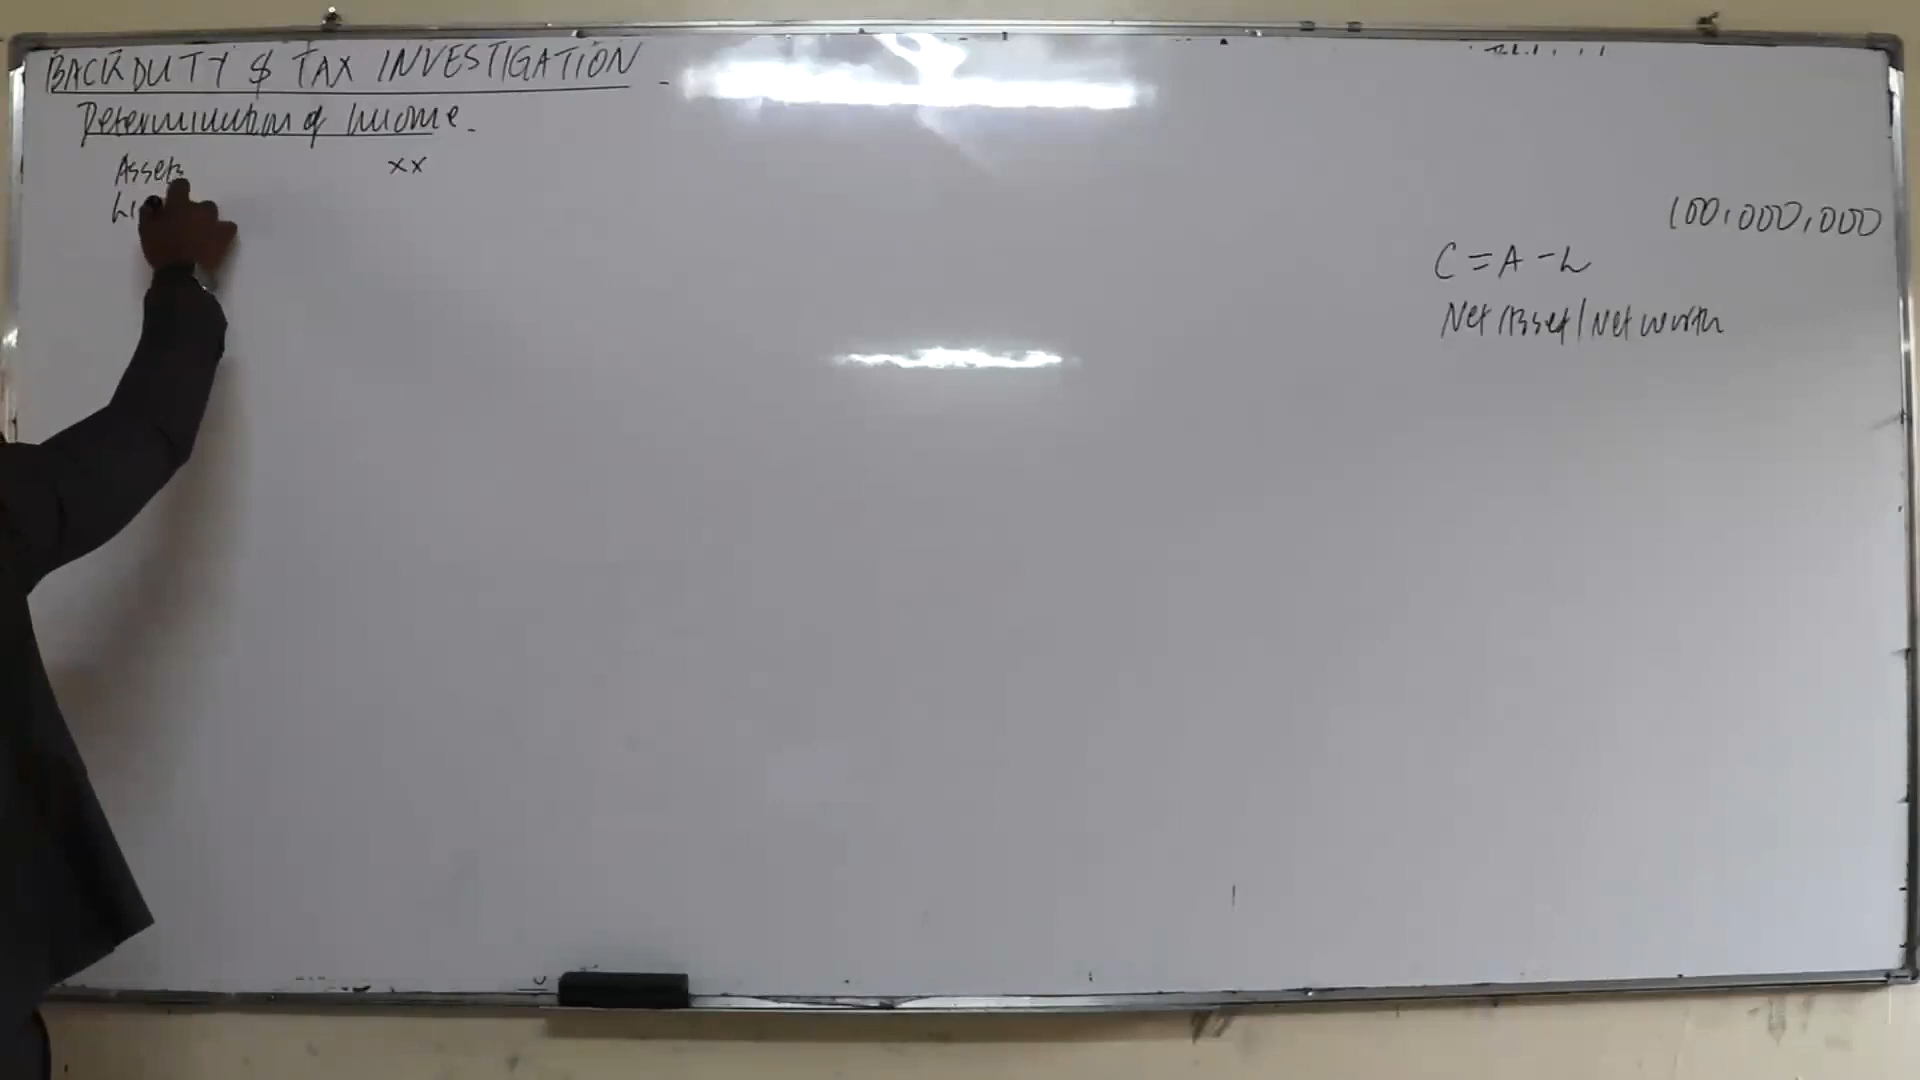 BACK DUTY & TAX INVESTIGATION
Determination of Income
Assets xx
Li
100,000,000
C = A - L
Net Asset/Net worth